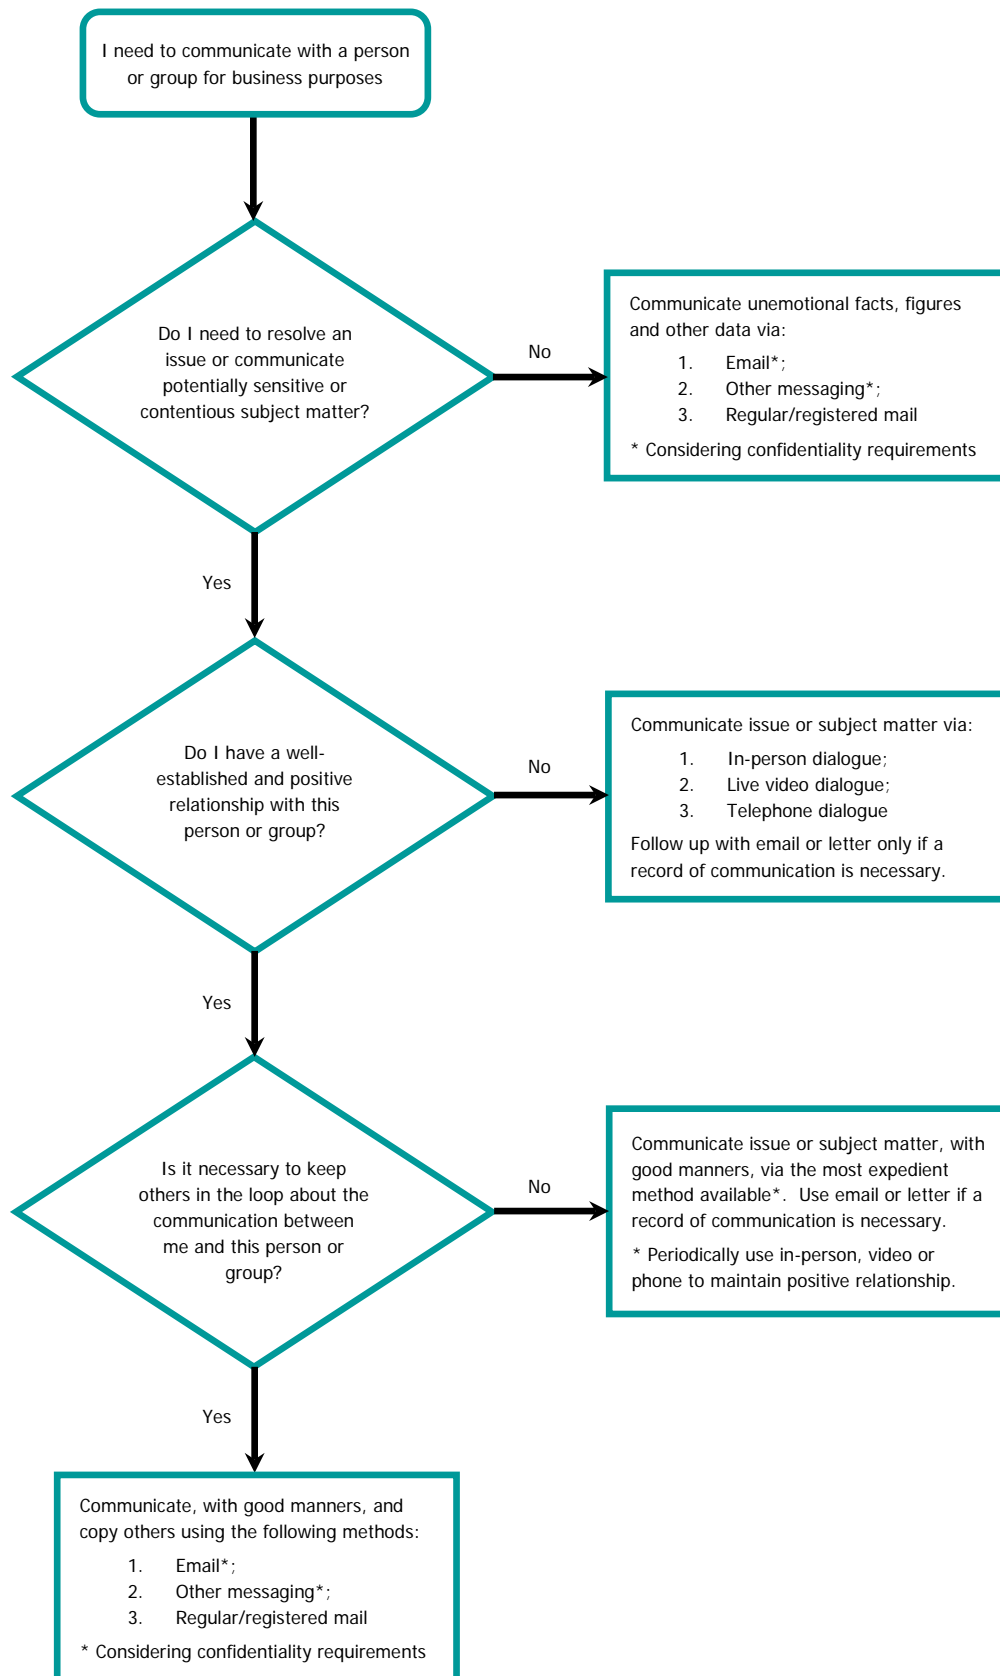 I need to communicate with a person
or group for business purposes
Do I need to resolve an
issue or communicate
potentially sensitive or
contentious subject matter?
No
Communicate unemotional facts, figures
and other data via:
1. Email*;
2. Other messaging*;
3. Regular/registered mail
* Considering confidentiality requirements
Yes
Do I have a well-
established and positive
relationship with this
person or group?
No
Communicate issue or subject matter via:
1. In-person dialogue;
2. Live video dialogue;
3. Telephone dialogue
Follow up with email or letter only if a
record of communication is necessary.
Yes
Is it necessary to keep
others in the loop about the
communication between
me and this person or
group?
No
Communicate issue or subject matter, with
good manners, via the most expedient
method available*. Use email or letter if a
record of communication is necessary.
* Periodically use in-person, video or
phone to maintain positive relationship.
Yes
Communicate, with good manners, and
copy others using the following methods:
1. Email*;
2. Other messaging*;
3. Regular/registered mail
* Considering confidentiality requirements